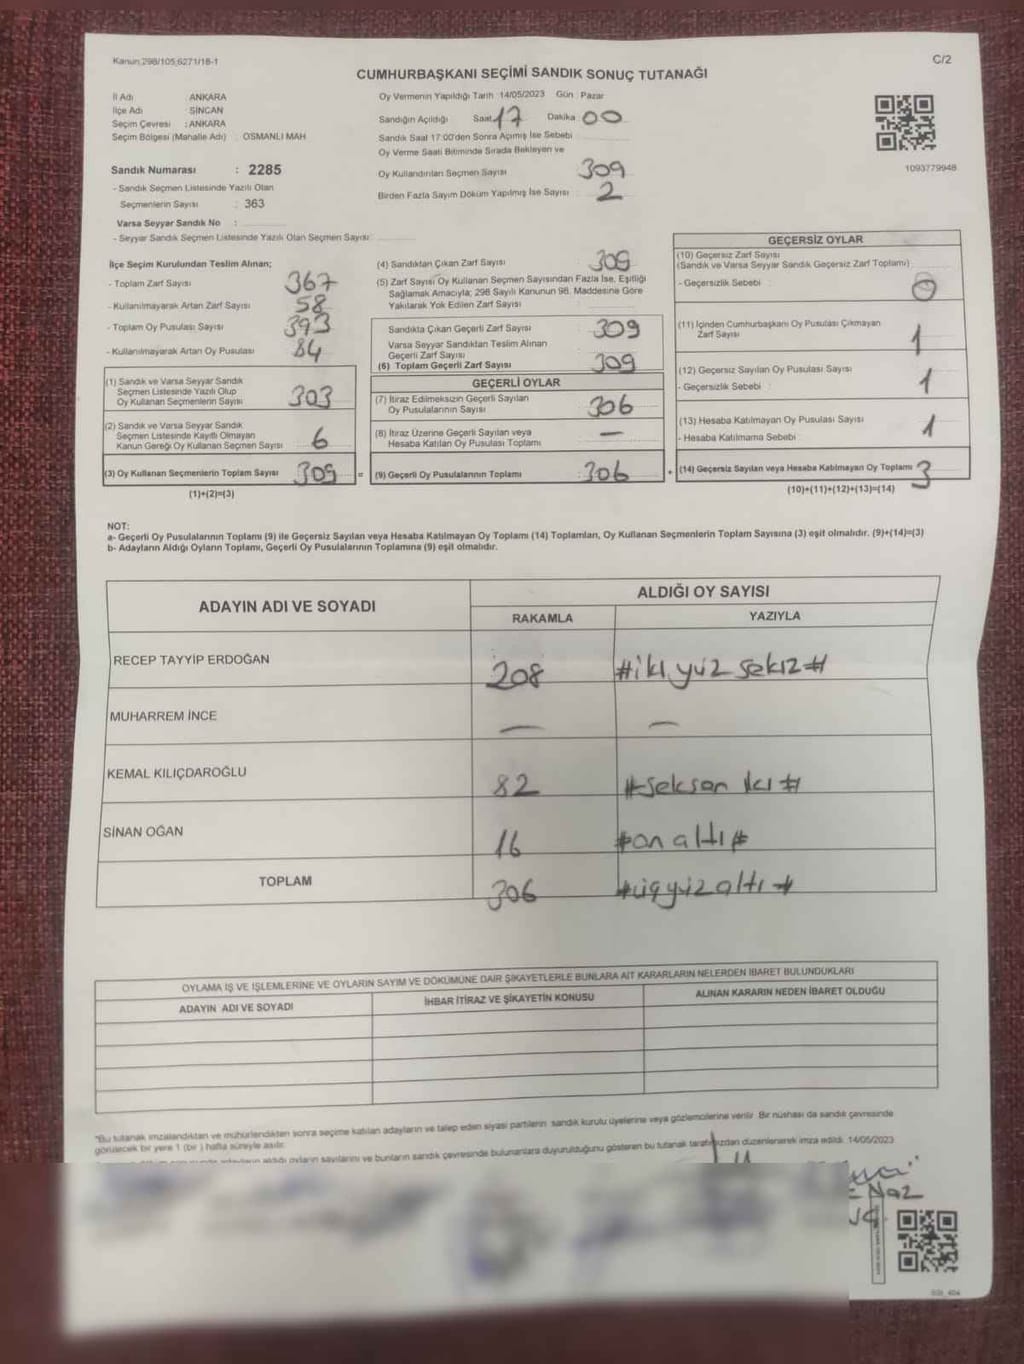 Kanun:298/105,6271/18-1
C/2
CUMHURBAŞKANI SEÇİMİ SANDIK SONUÇ TUTANAĞI
İl Adı : ANKARA
İlçe Adı : SİNCAN
Seçim Çevresi : ANKARA
Seçim Bölgesi (Mahalle Adı) : OSMANLI MAH
Sandık Numarası : 2285
- Sandık Seçmen Listesinde Yazılı Olan
Seçmenlerin Sayısı : 363
Varsa Seyyar Sandık No :
- Seyyar Sandık Seçmen Listesinde Yazılı Olan Seçmen Sayısı:
Oy Vermenin Yapıldığı Tarih :14/05/2023 Gün : Pazar
Sandığın Açıldığı Saat 17 Dakika 00
Sandık Saat 17:00'den Sonra Açılmış İse Sebebi
Oy Verme Saati Bitiminde Sırada Bekleyen ve
Oy Kullandırılan Seçmen Sayısı 309
Birden Fazla Sayım Döküm Yapılmış İse Sayısı 2
1093779948
İlçe Seçim Kurulundan Teslim Alınan;
- Toplam Zarf Sayısı 367
- Kullanılmayarak Artan Zarf Sayısı 58
- Toplam Oy Pusulası Sayısı 393
- Kullanılmayarak Artan Oy Pusulası 84
(1) Sandık ve Varsa Seyyar Sandık
Seçmen Listesinde Yazılı Olup
Oy Kullanan Seçmenlerin Sayısı 303
(2) Sandık ve Varsa Seyyar Sandık
Seçmen Listesinde Kayıtlı Olmayan
Kanun Gereği Oy Kullanan Seçmen Sayısı 6
(3) Oy Kullanan Seçmenlerin Toplam Sayısı 309 =
(1)+(2)=(3)
(4) Sandıktan Çıkan Zarf Sayısı 309
(5) Zarf Sayısı Oy Kullanan Seçmen Sayısından Fazla İse, Eşitliği
Sağlamak Amacıyla; 298 Sayılı Kanunun 98. Maddesine Göre
Yakılarak Yok Edilen Zarf Sayısı
Sandıkta Çıkan Geçerli Zarf Sayısı 309
Varsa Seyyar Sandıktan Teslim Alınan
Geçerli Zarf Sayısı
(6) Toplam Geçerli Zarf Sayısı 309
GEÇERLİ OYLAR
(7) İtiraz Edilmeksizin Geçerli Sayılan
Oy Pusulalarının Sayısı 306
(8) İtiraz Üzerine Geçerli Sayılan veya
Hesaba Katılan Oy Pusulası Toplamı —
(9) Geçerli Oy Pusulalarının Toplamı 306 +
GEÇERSİZ OYLAR
(10) Geçersiz Zarf Sayısı
(Sandık ve Varsa Seyyar Sandık Geçersiz Zarf Toplamı)
- Geçersizlik Sebebi : 0
(11) İçinden Cumhurbaşkanı Oy Pusulası Çıkmayan
Zarf Sayısı 1
(12) Geçersiz Sayılan Oy Pusulası Sayısı
- Geçersizlik Sebebi : 1
(13) Hesaba Katılmayan Oy Pusulası Sayısı
- Hesaba Katılmama Sebebi : 1
(14) Geçersiz Sayılan veya Hesaba Katılmayan Oy Toplamı 3
(10)+(11)+(12)+(13)=(14)
NOT:
a- Geçerli Oy Pusulalarının Toplamı (9) ile Geçersiz Sayılan veya Hesaba Katılmayan Oy Toplamı (14) Toplamları, Oy Kullanan Seçmenlerin Toplam Sayısına (3) eşit olmalıdır. (9)+(14)=(3)
b- Adayların Aldığı Oyların Toplamı, Geçerli Oy Pusulalarının Toplamına (9) eşit olmalıdır.
ADAYIN ADI VE SOYADI
ALDIĞI OY SAYISI
RAKAMLA YAZIYLA
RECEP TAYYİP ERDOĞAN 208 #iki yüz sekiz#
MUHARREM İNCE — —
KEMAL KILIÇDAROĞLU 82 #seksan iki#
SİNAN OĞAN 16 #on altı#
TOPLAM 306 #üçyüz altı#
OYLAMA İŞ VE İŞLEMLERİNE VE OYLARIN SAYIM VE DÖKÜMÜNE DAİR ŞİKAYETLERLE BUNLARA AİT KARARLARIN NELERDEN İBARET BULUNDUKLARI
ADAYIN ADI VE SOYADI İHBAR İTİRAZ VE ŞİKAYETİN KONUSU ALINAN KARARIN NEDEN İBARET OLDUĞU
"Bu tutanak imzalandıktan ve mühürlendikten sonra seçime katılan adayların ve talep eden siyasi partilerin sandık kurulu üyelerine veya gözlemcilerine verilir. Bir nüshası da sandık çevresinde
görülecek bir yere 1 (bir) hafta süreyle asılır.
aldığı oyların sayılarını ve bunların sandık çevresinde bulunanlara duyurulduğunu gösteren bu tutanak tarafımızdan düzenlenerek imza edildi. 14/05/2023